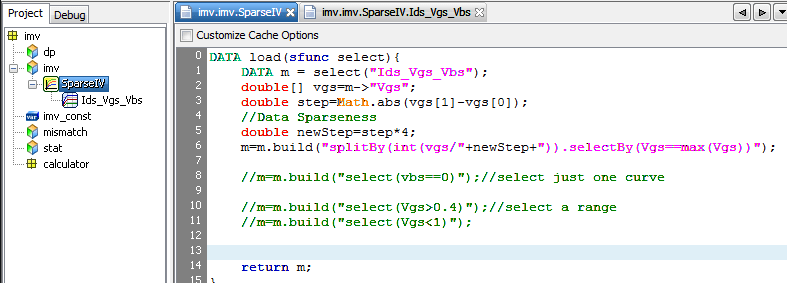 Project Debug
imv
dp
imv
SparseIV
Ids_Vgs_Vbs
imv_const
mismatch
stat
calculator
imv.imv.SparseIV imv.imv.SparseIV.Ids_Vgs_Vbs
Customize Cache Options
0 DATA load(sfunc select){
1 DATA m = select("Ids_Vgs_Vbs");
2 double[] vgs=m->"Vgs";
3 double step=Math.abs(vgs[1]-vgs[0]);
4 //Data Sparseness
5 double newStep=step*4;
6 m=m.build("splitBy(int(vgs/"+newStep+")).selectBy(Vgs==max(Vgs))");
7
8 //m=m.build("select(vbs==0)");//select just one curve
9
10 //m=m.build("select(Vgs>0.4)");//select a range
11 //m=m.build("select(Vgs<1)");
12
13
14 return m;
15 }